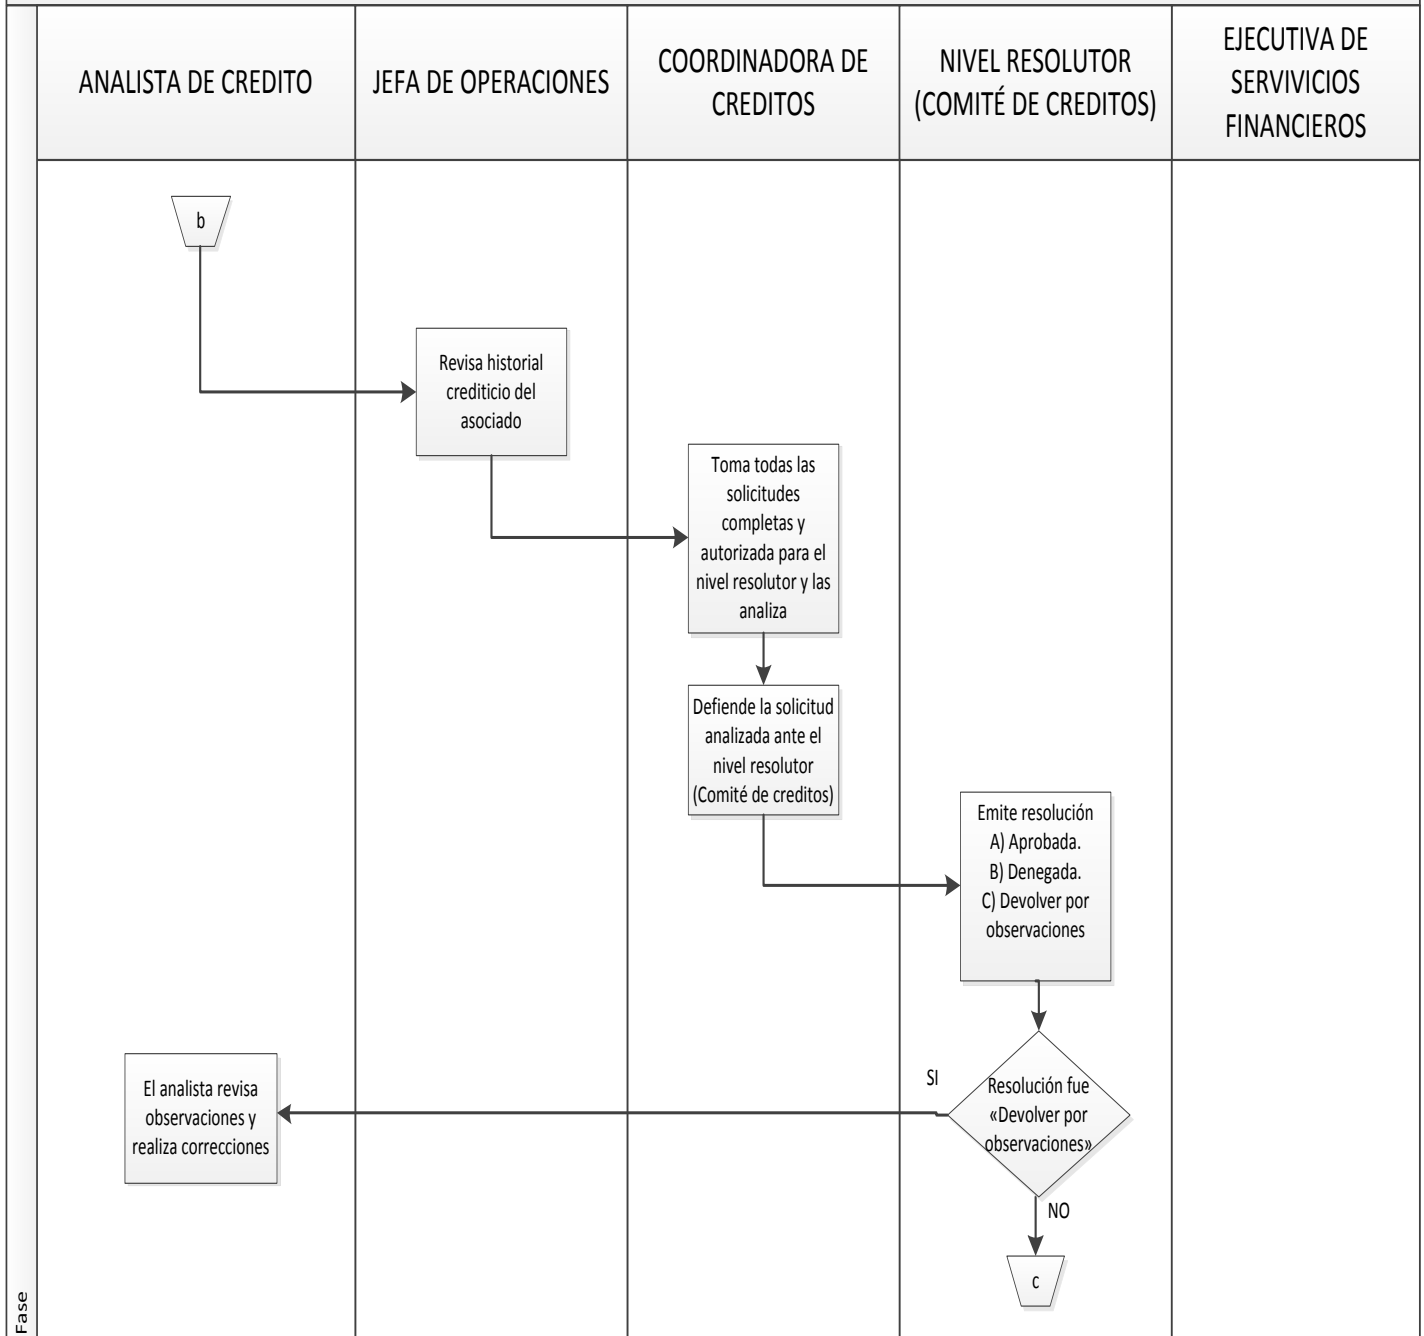 ANALISTA DE CREDITO
JEFA DE OPERACIONES
COORDINADORA DE
CREDITOS
NIVEL RESOLUTOR
(COMITÉ DE CREDITOS)
EJECUTIVA DE
SERVIVICIOS
FINANCIEROS
b
Revisa historial
crediticio del
asociado
Toma todas las
solicitudes
completas y
autorizada para el
nivel resolutor y las
analiza
Defiende la solicitud
analizada ante el
nivel resolutor
(Comité de creditos)
Emite resolución
A) Aprobada.
B) Denegada.
C) Devolver por
observaciones
SI
Resolución fue
«Devolver por
observaciones»
El analista revisa
observaciones y
realiza correcciones
NO
c
Fase